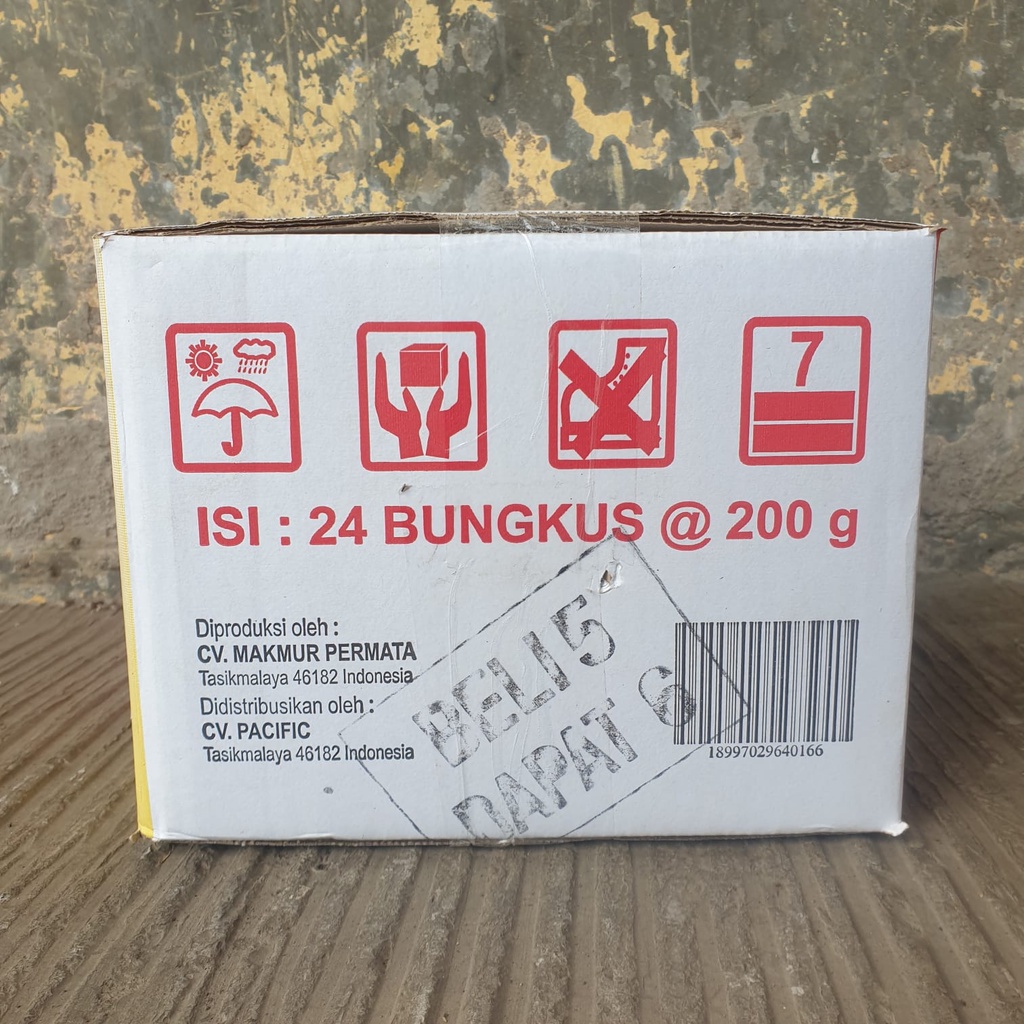 7
ISI : 24 BUNGKUS @ 200 g
Diproduksi oleh :
CV. MAKMUR PERMATA
Tasikmalaya 46182 Indonesia
Didistribusikan oleh :
CV. PACIFIC
Tasikmalaya 46182 Indonesia
BELI 5
DAPAT 6
18997029640166